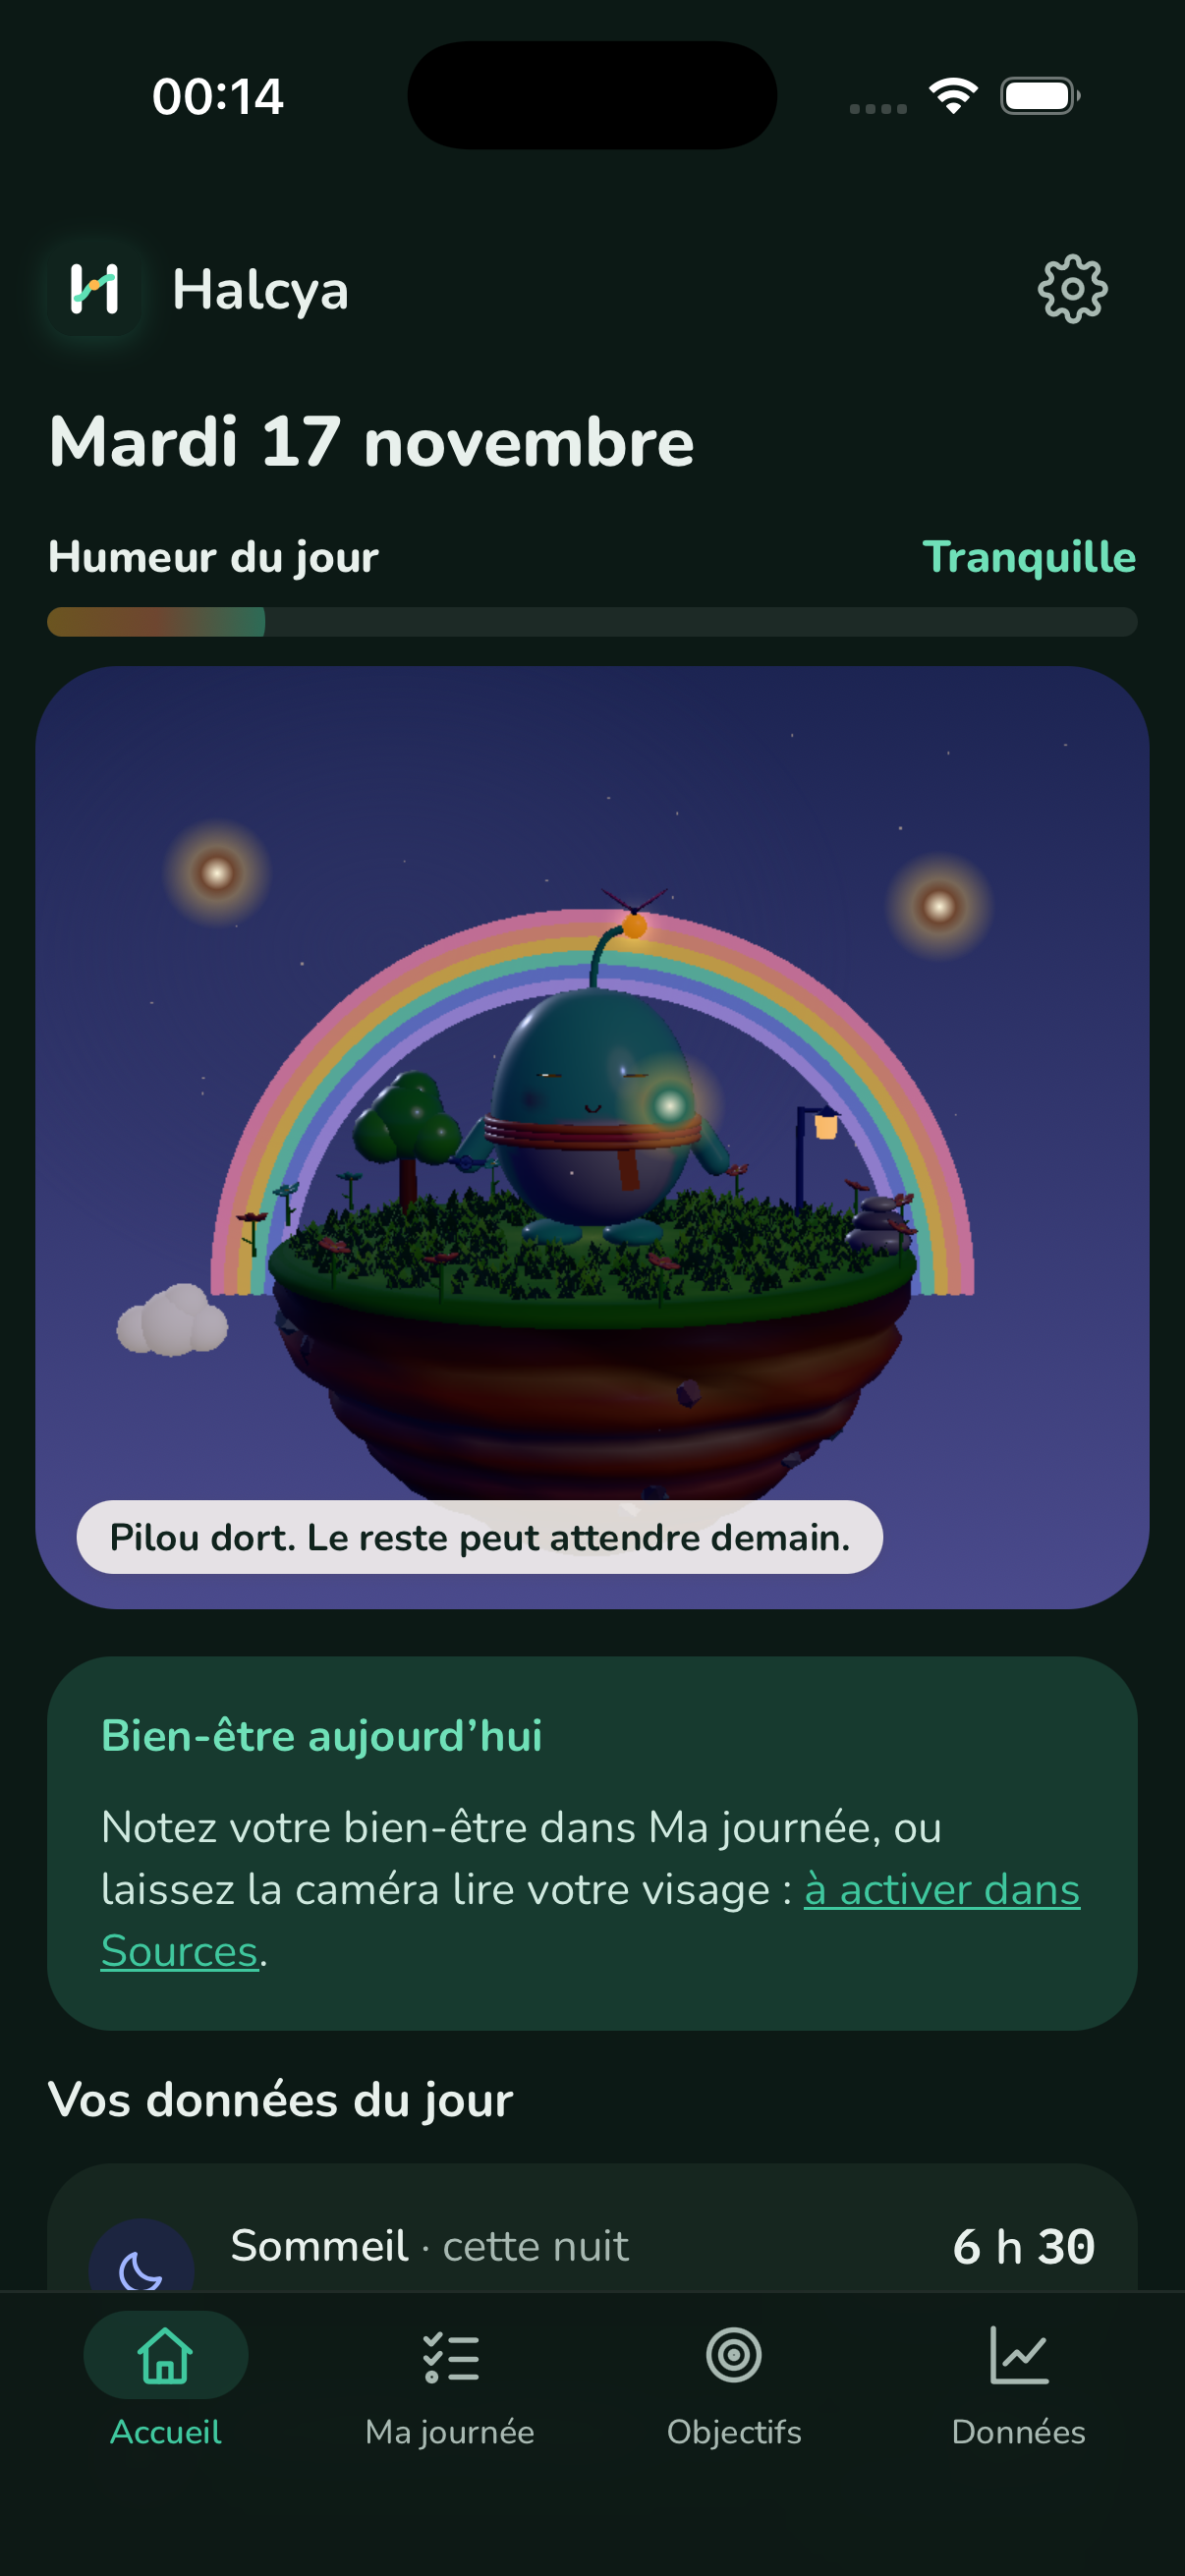 00:14
Halcya
Mardi 17 novembre
Humeur du jour
Tranquille
Pilou dort. Le reste peut attendre demain.
Bien-être aujourd’hui
Notez votre bien-être dans Ma journée, ou
laissez la caméra lire votre visage : à activer dans
Sources.
Vos données du jour
Sommeil · cette nuit
6 h 30
Accueil
Ma journée
Objectifs
Données